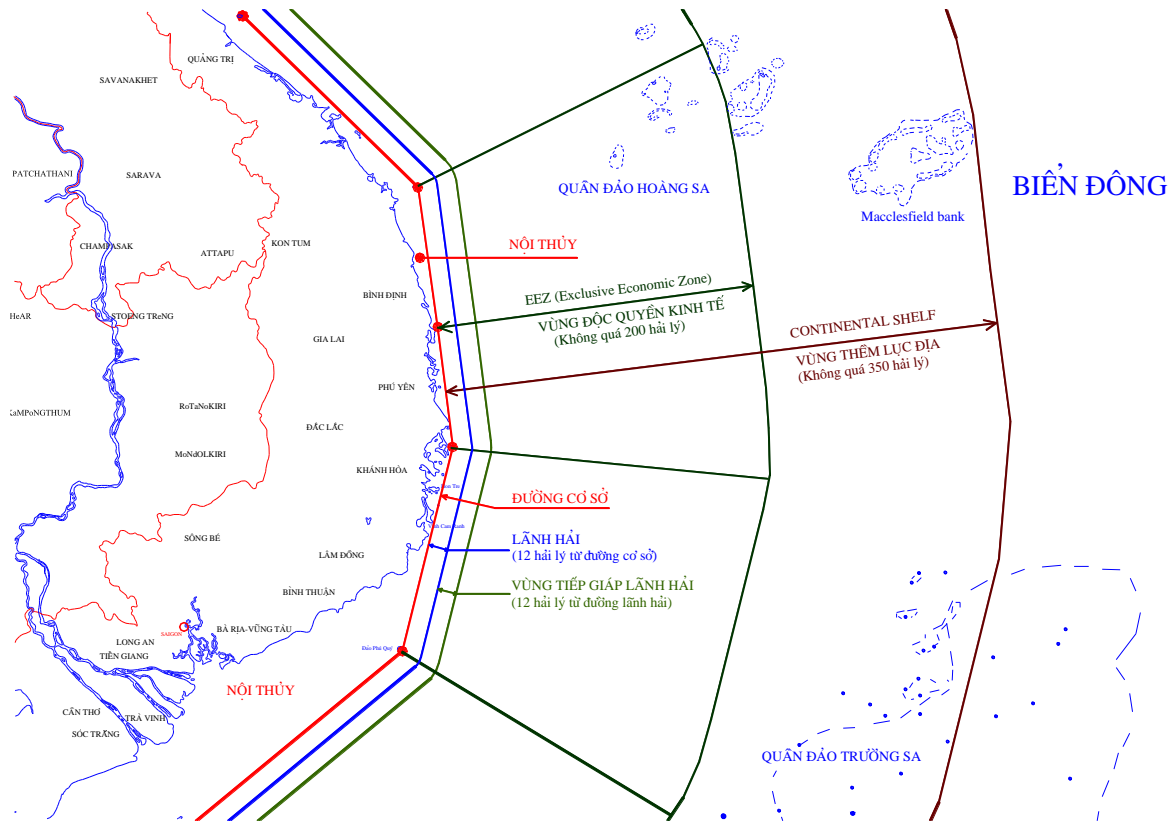 QUẢNG TRỊ
SAVANAKHET
PATCHATHANI
SARAVA
QUẦN ĐẢO HOÀNG SA
BIỂN ĐÔNG
Macclesfield bank
CHAMPASAK
ATTAPU
KON TUM
NỘI THỦY
EEZ (Exclusive Economic Zone)
VÙNG ĐỘC QUYỀN KINH TẾ
(Không quá 200 hải lý)
BÌNH ĐỊNH
HeAR
STOENG TReNG
GIA LAI
CONTINENTAL SHELF
VÙNG THỀM LỤC ĐỊA
(Không quá 350 hải lý)
PHÚ YÊN
KaMPoNGTHUM
RoTaNoKIRI
ĐẮC LẮC
MoNdOLKIRI
KHÁNH HÒA
ĐƯỜNG CƠ SỞ
SÔNG BÉ
LÂM ĐỒNG
LÃNH HẢI
(12 hải lý từ đường cơ sở)
BÌNH THUẬN
VÙNG TIẾP GIÁP LÃNH HẢI
(12 hải lý từ đường lãnh hải)
SAIGON
BÀ RỊA-VŨNG TÀU
LONG AN
TIỀN GIANG
Đảo Phú Quý
NỘI THỦY
CẦN THƠ
TRÀ VINH
SÓC TRĂNG
QUẦN ĐẢO TRƯỜNG SA